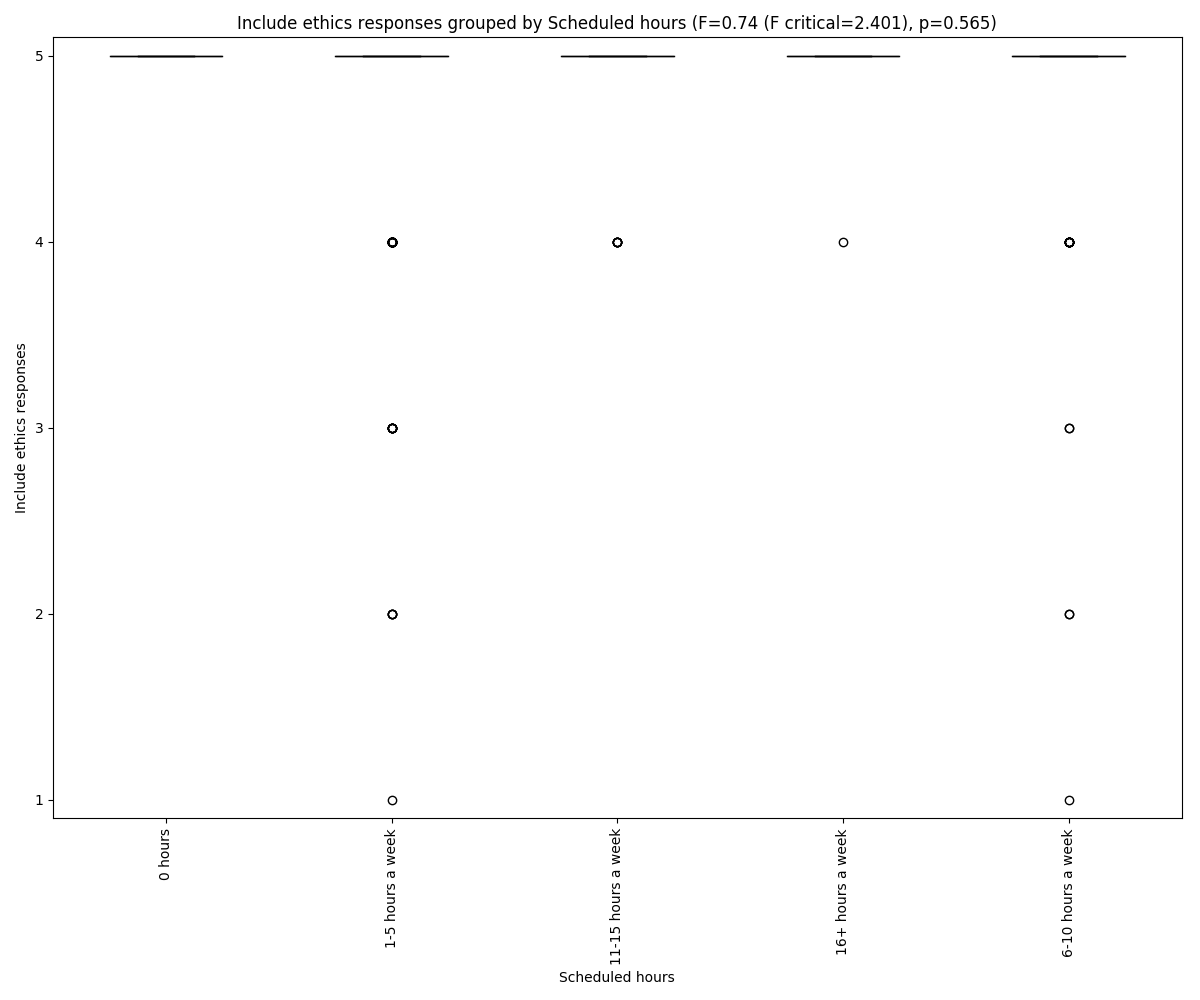 Include ethics responses grouped by Scheduled hours (F=0.74 (F critical=2.401), p=0.565)
5
4
3
2
1
Include ethics responses
0 hours
1-5 hours a week
11-15 hours a week
16+ hours a week
6-10 hours a week
Scheduled hours